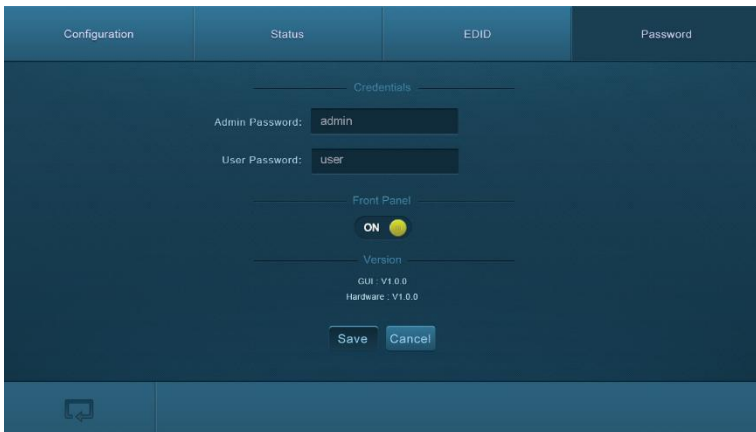 Configuration Status EDID Password
Credentials
Admin Password: admin
User Password: user
Front Panel
ON
Version
GUI : V1.0.0
Hardware : V1.0.0
Save Cancel